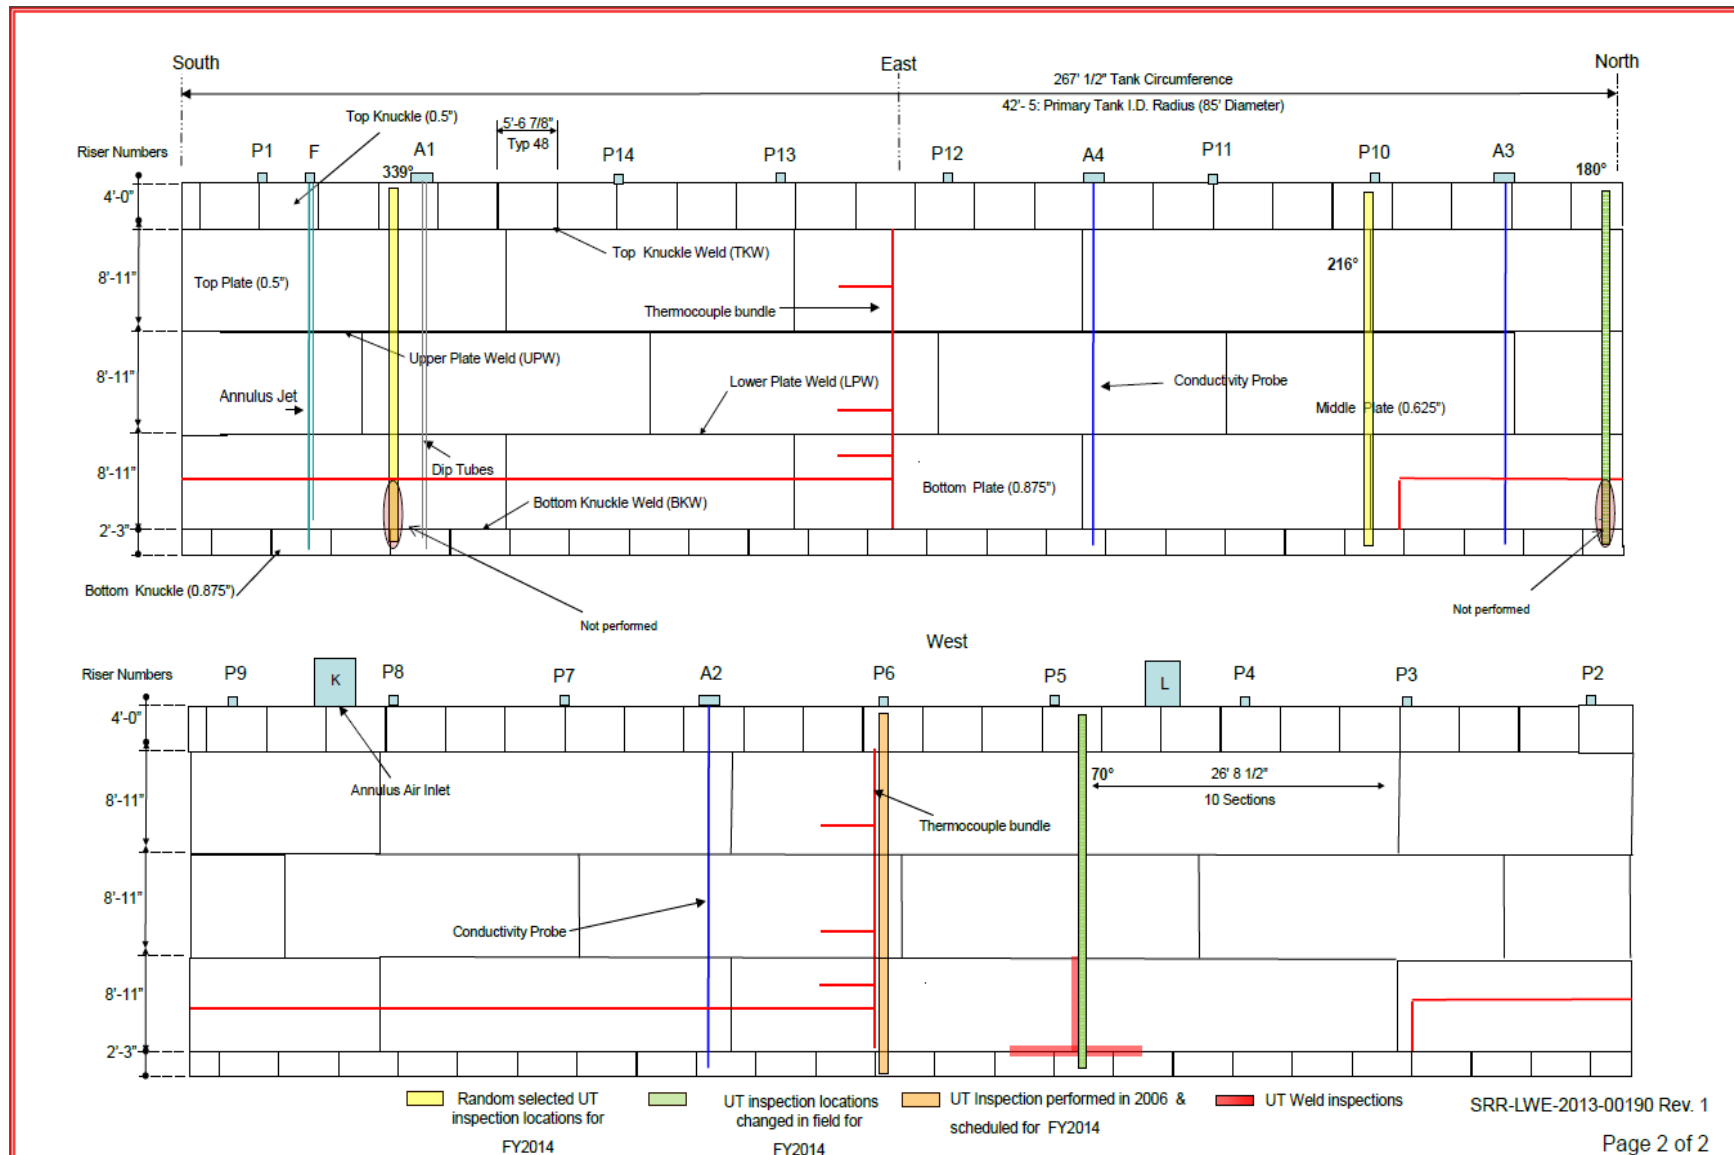 South
East
North
267' 1/2" Tank Circumference
42'- 5: Primary Tank I.D. Radius (85' Diameter)
Top Knuckle (0.5")
5'-6 7/8"
Typ 48
Riser Numbers
P1
F
A1
P14
P13
P12
A4
P11
P10
A3
339°
180°
4'-0"
Top Knuckle Weld (TKW)
216°
8'-11"
Top Plate (0.5")
Thermocouple bundle
Upper Plate Weld (UPW)
8'-11"
Lower Plate Weld (LPW)
Conductivity Probe
Annulus Jet
Middle Plate (0.625")
8'-11"
Dip Tubes
Bottom Plate (0.875")
Bottom Knuckle Weld (BKW)
2'-3"
Bottom Knuckle (0.875")
Not performed
Not performed
West
Riser Numbers
P9
K
P8
P7
A2
P6
P5
L
P4
P3
P2
4'-0"
70°
26' 8 1/2"
10 Sections
8'-11"
Annulus Air Inlet
Thermocouple bundle
8'-11"
Conductivity Probe
8'-11"
2'-3"
Random selected UT
inspection locations for
FY2014
UT inspection locations
changed in field for
FY2014
UT Inspection performed in 2006 &
scheduled for FY2014
UT Weld inspections
SRR-LWE-2013-00190 Rev. 1
Page 2 of 2